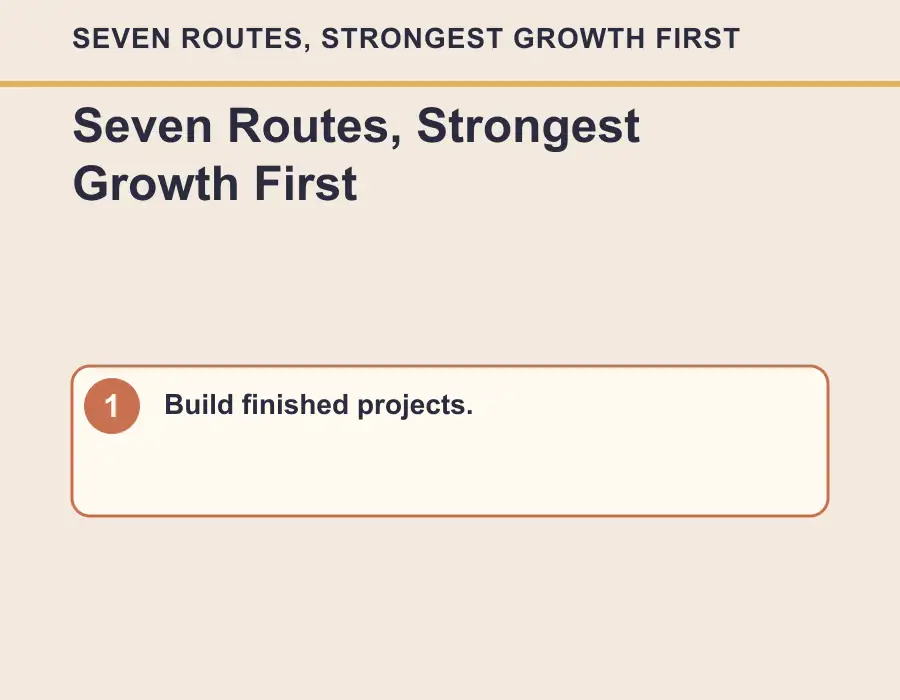 SEVEN ROUTES, STRONGEST GROWTH FIRST
Seven Routes, Strongest
Growth First
1 Build finished projects.